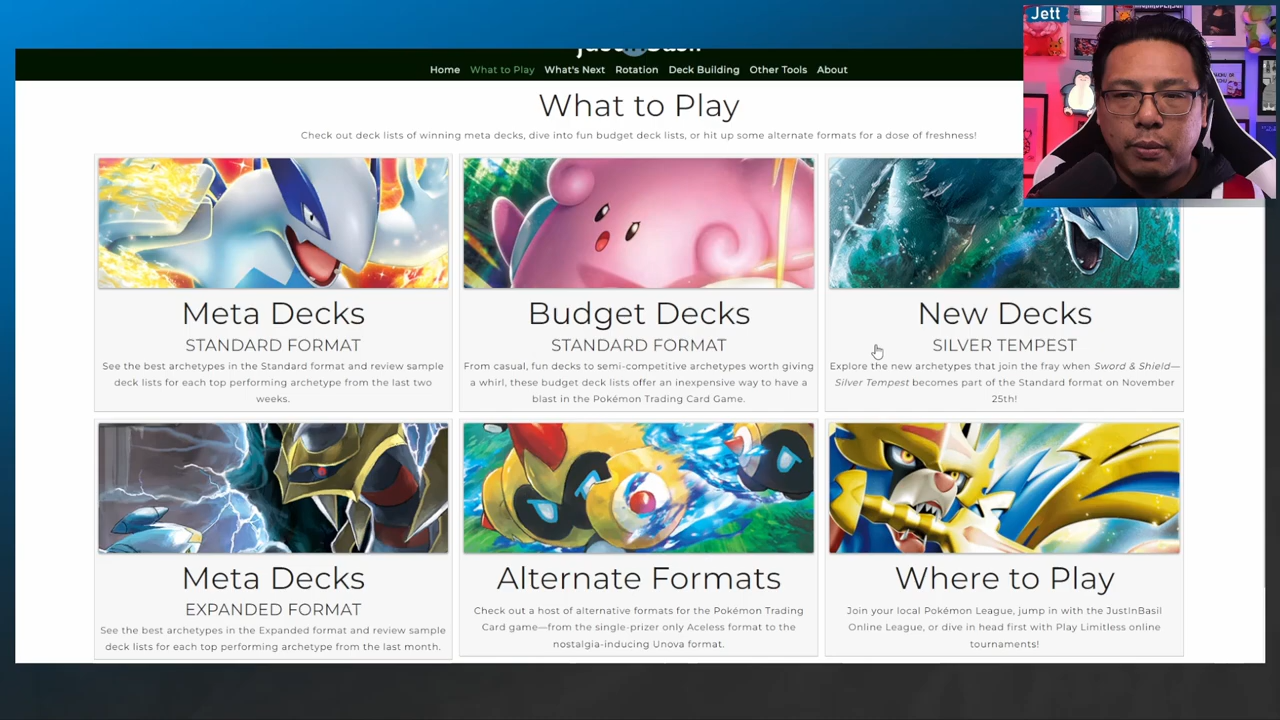 Jett
JustInBasil
Home What to Play What's Next Rotation Deck Building Other Tools About
What to Play
Check out deck lists of winning meta decks, dive into fun budget deck lists, or hit up some alternate formats for a dose of freshness!
Meta Decks
STANDARD FORMAT
See the best archetypes in the Standard format and review sample
deck lists for each top performing archetype from the last two
weeks.
Budget Decks
STANDARD FORMAT
From casual, fun decks to semi-competitive archetypes worth giving
a whirl, these budget deck lists offer an inexpensive way to have a
blast in the Pokémon Trading Card Game.
New Decks
SILVER TEMPEST
Explore the new archetypes that join the fray when Sword & Shield—
Silver Tempest becomes part of the Standard format on November
25th!
Meta Decks
EXPANDED FORMAT
See the best archetypes in the Expanded format and review sample
deck lists for each top performing archetype from the last month.
Alternate Formats
Check out a host of alternative formats for the Pokémon Trading
Card game—from the single-prizer only Aceless format to the
nostalgia-inducing Unova format.
Where to Play
Join your local Pokémon League, jump in with the JustInBasil
Online League, or dive in head first with Play Limitless online
tournaments!